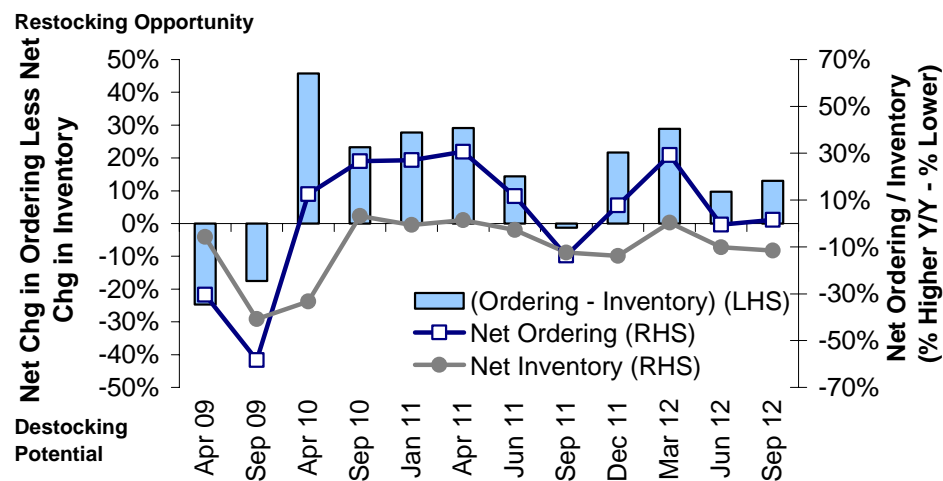 Restocking Opportunity
Net Chg in Ordering Less Net
Chg in Inventory
50%
40%
30%
20%
10%
0%
-10%
-20%
-30%
-40%
-50%
70%
50%
30%
10%
-10%
-30%
-50%
-70%
Net Ordering / Inventory
(% Higher Y/Y - % Lower)
(Ordering - Inventory) (LHS)
Net Ordering (RHS)
Net Inventory (RHS)
Destocking
Potential
Apr 09
Sep 09
Apr 10
Sep 10
Jan 11
Apr 11
Jun 11
Sep 11
Dec 11
Mar 12
Jun 12
Sep 12